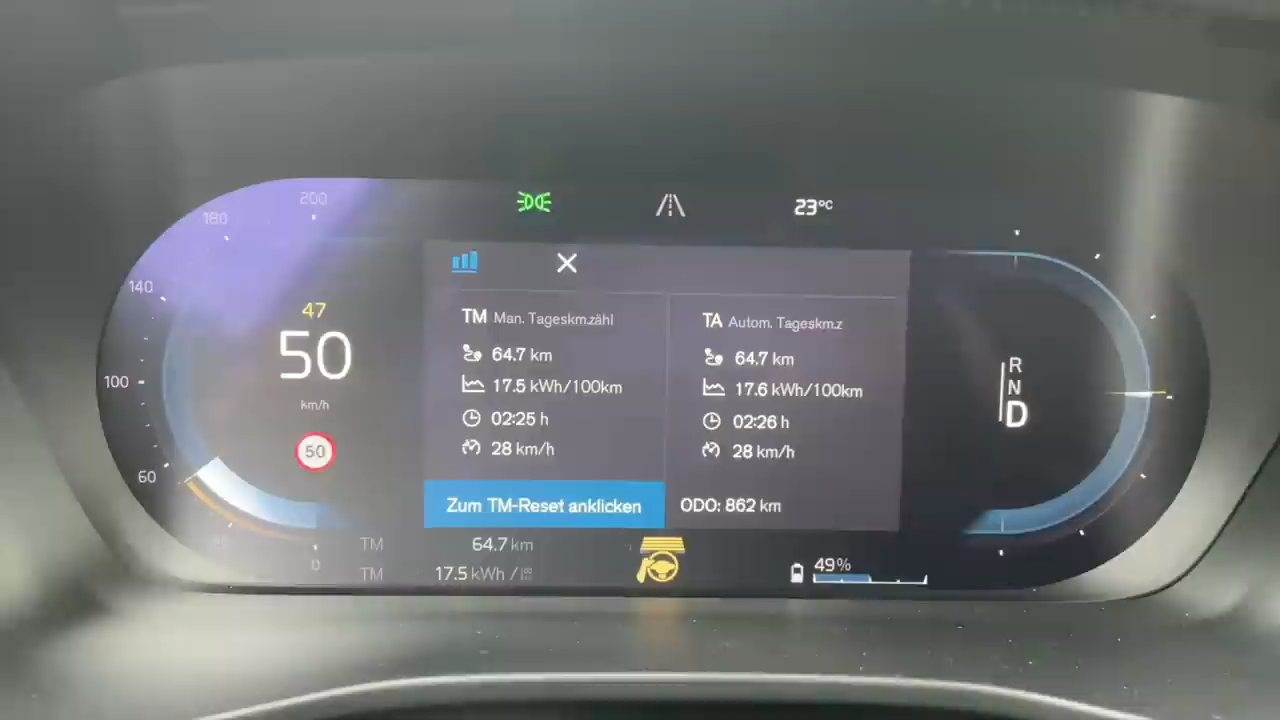 200
180
23°C
140
47
50
km/h
100
50
60
0
TM Man. Tageskm.zähl
64.7 km
17.5 kWh/100km
02:25 h
28 km/h
Zum TM-Reset anklicken
TA Autom. Tageskm.z
64.7 km
17.6 kWh/100km
02:26 h
28 km/h
ODO: 862 km
R
N
D
TM 64.7 km
TM 17.5 kWh /
49%